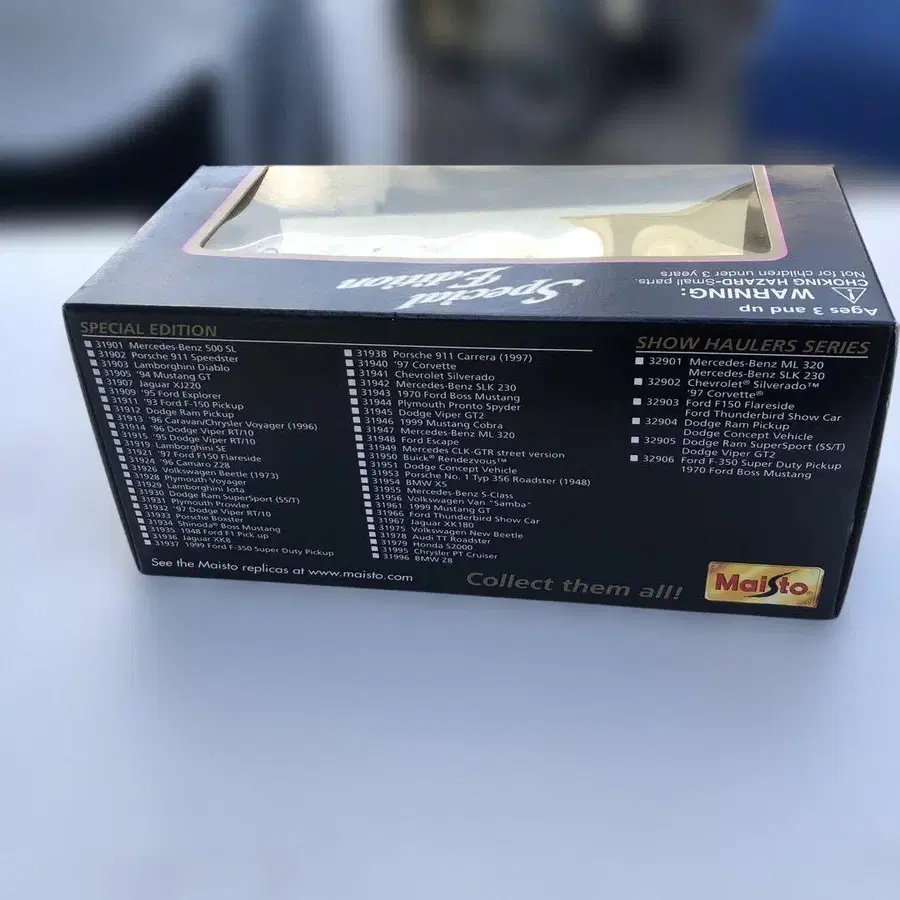 Special
Edition
Ages 3 and up
WARNING:
CHOKING HAZARD-Small parts.
Not for children under 3 years
SPECIAL EDITION
31901 Mercedes-Benz 500 SL
31902 Porsche 911 Speedster
31903 Lamborghini Diablo
31905 '94 Mustang GT
31907 Jaguar XJ220
31909 '95 Ford Explorer
31911 '93 Ford F-150 Pickup
31912 Dodge Ram Pickup
31913 '96 Caravan/Chrysler Voyager (1996)
31914 '96 Dodge Viper RT/10
31915 '95 Dodge Viper RT/10
31919 Lamborghini SE
31921 '97 Ford F150 Flareside
31924 '96 Camaro Z28
31926 Volkswagen Beetle (1973)
31928 Plymouth Voyager
31929 Lamborghini Jota
31930 Dodge Ram SuperSport (SS/T)
31931 Plymouth Prowler
31932 '97 Dodge Viper RT/10
31933 Porsche Boxster
31934 Shinoda® Boss Mustang
31935 1948 Ford F1 Pick up
31936 Jaguar XK8
31937 1999 Ford F-350 Super Duty Pickup
31938 Porsche 911 Carrera (1997)
31940 '97 Corvette
31941 Chevrolet Silverado
31942 Mercedes-Benz SLK 230
31943 1970 Ford Boss Mustang
31944 Plymouth Pronto Spyder
31945 Dodge Viper GT2
31946 1999 Mustang Cobra
31947 Mercedes-Benz ML 320
31948 Ford Escape
31949 Mercedes CLK-GTR street version
31950 Buick® Rendezvous™
31951 Dodge Concept Vehicle
31953 Porsche No. 1 Typ 356 Roadster (1948)
31954 BMW X5
31955 Mercedes-Benz S-Class
31956 Volkswagen Van "Samba"
31961 1999 Mustang GT
31966 Ford Thunderbird Show Car
31967 Jaguar XK180
31975 Volkswagen New Beetle
31978 Audi TT Roadster
31979 Honda S2000
31995 Chrysler PT Cruiser
31996 BMW Z8
SHOW HAULERS SERIES
32901 Mercedes-Benz ML 320
Mercedes-Benz SLK 230
32902 Chevrolet® Silverado™
'97 Corvette®
32903 Ford F150 Flareside
Ford Thunderbird Show Car
32904 Dodge Ram Pickup
Dodge Concept Vehicle
32905 Dodge Ram SuperSport (SS/T)
Dodge Viper GT2
32906 Ford F-350 Super Duty Pickup
1970 Ford Boss Mustang
See the Maisto replicas at www.maisto.com
Collect them all!
Maisto